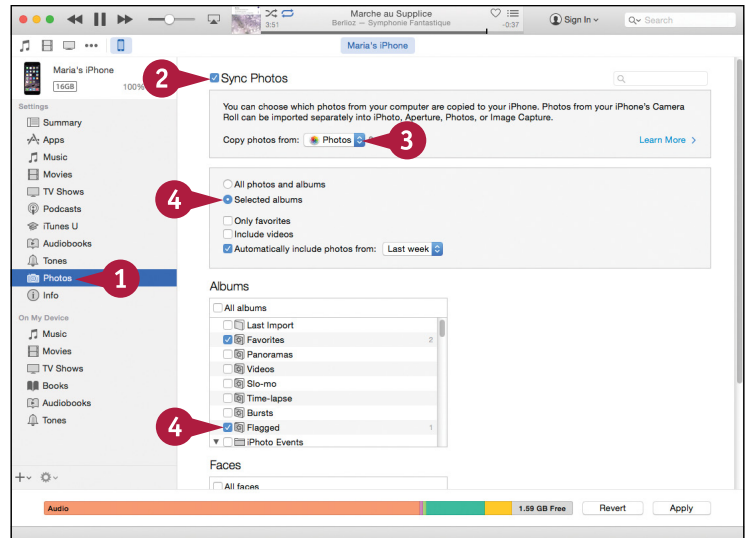 Marche au Supplice
Berlioz — Symphonie Fantastique
3:51
-0:37
Sign In
Search
Maria's iPhone
Maria's iPhone
16GB
100%
Settings
Summary
Apps
Music
Movies
TV Shows
Podcasts
iTunes U
Audiobooks
Tones
Photos
1
Info
On My Device
Music
Movies
TV Shows
Books
Audiobooks
Tones
2
Sync Photos
You can choose which photos from your computer are copied to your iPhone. Photos from your iPhone's Camera
Roll can be imported separately into iPhoto, Aperture, Photos, or Image Capture.
Copy photos from: Photos
3
Learn More >
All photos and albums
4
Selected albums
Only favorites
Include videos
Automatically include photos from: Last week
Albums
All albums
Last Import
Favorites 2
Panoramas
Videos
Slo-mo
Time-lapse
Bursts
4
Flagged 1
iPhoto Events
Faces
All faces
Audio
1.59 GB Free
Revert
Apply